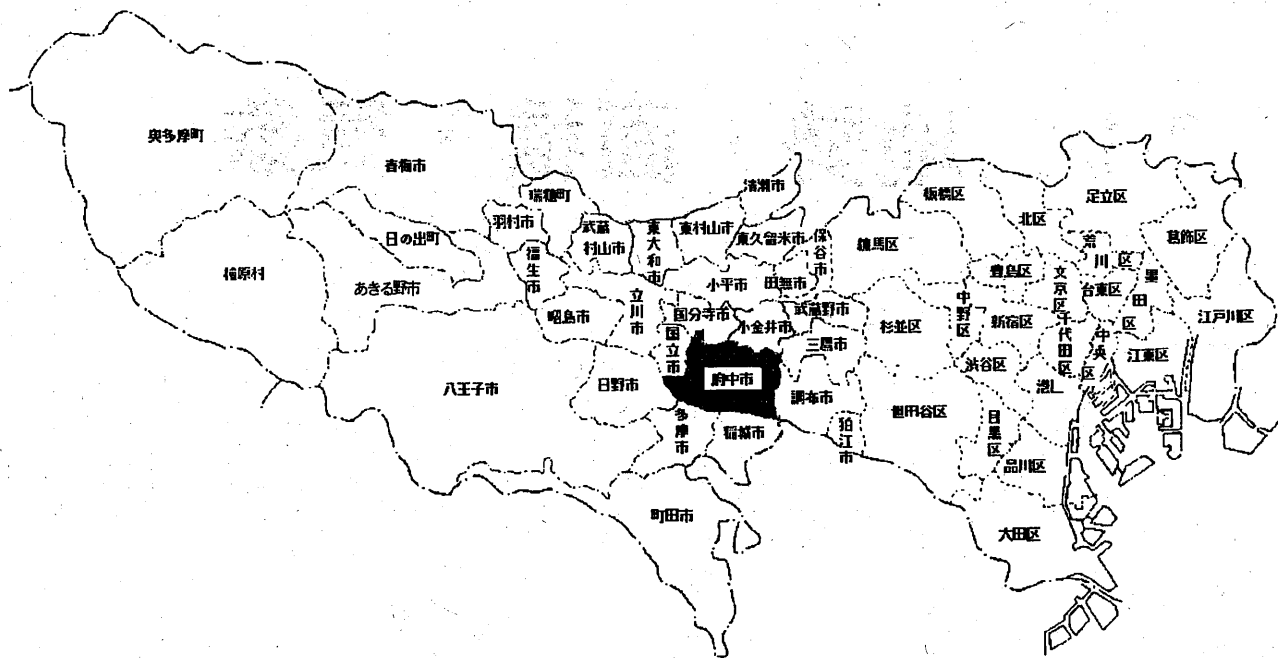 奥多摩町
青梅市
瑞穂町
清瀬市
板橋区
足立区
北区
羽村市
武蔵
村山市
東大和市
東村山市
東久留米市
保谷市
練馬区
荒川区
葛飾区
日の出町
檜原村
あきる野市
福生市
小平市
田無市
豊島区
文京区
台東区
墨田区
昭島市
立川市
国分寺市
小金井市
武蔵野市
杉並区
中野区
新宿区
千代田区
中央区
江戸川区
江東区
国立市
三鷹市
渋谷区
八王子市
日野市
府中市
調布市
世田谷区
港区
多摩市
稲城市
狛江市
目黒区
品川区
町田市
大田区